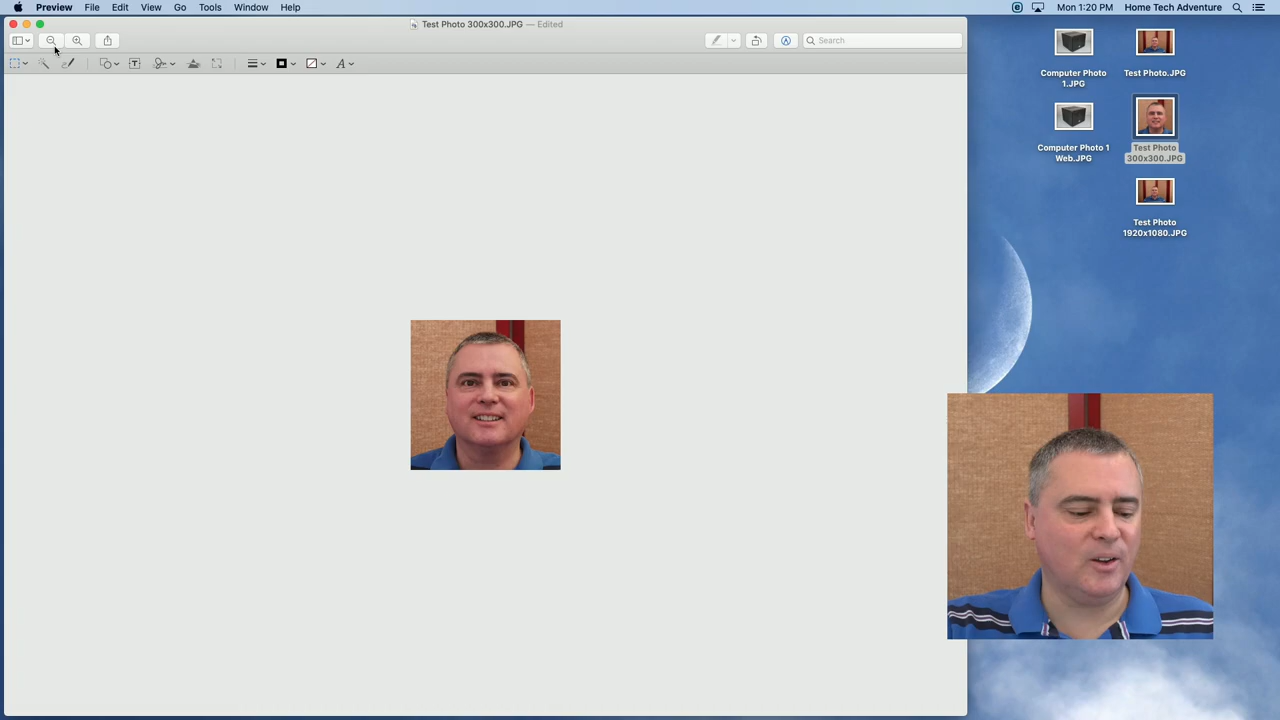 Preview File Edit View Go Tools Window Help
Mon 1:20 PM Home Tech Adventure
Test Photo 300x300.JPG — Edited
Search
Computer Photo
1.JPG
Test Photo.JPG
Computer Photo 1
Web.JPG
Test Photo
300x300.JPG
Test Photo
1920x1080.JPG